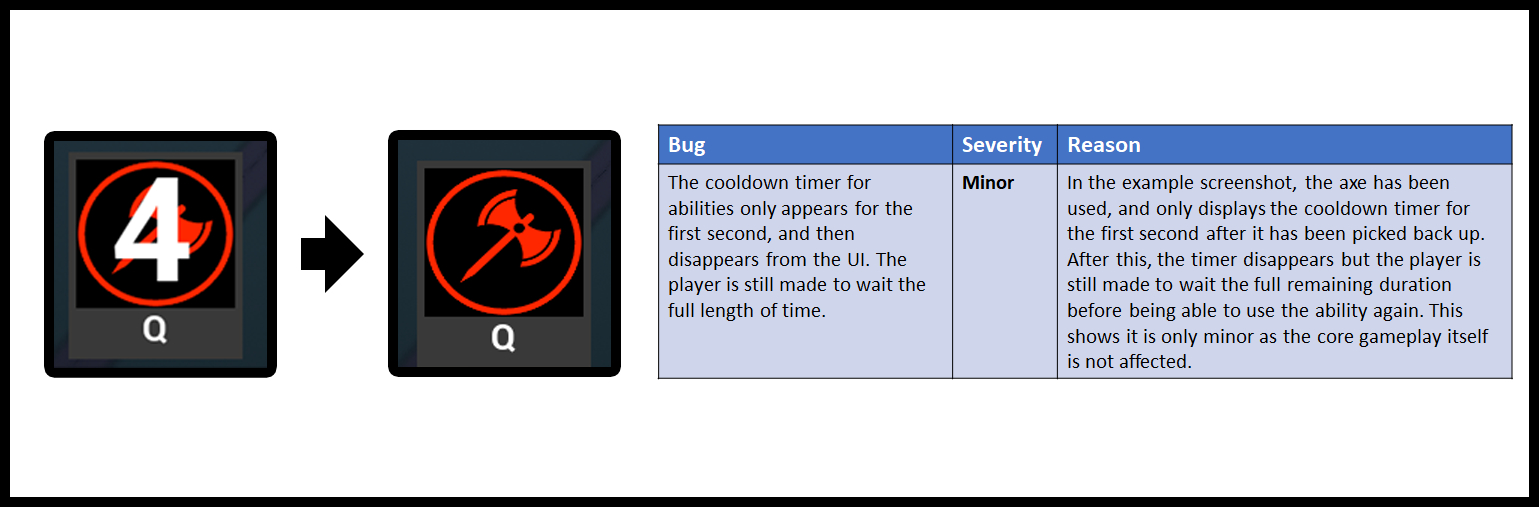 4
Q
Q
Bug
Severity
Reason
The cooldown timer for
abilities only appears for the
first second, and then
disappears from the UI. The
player is still made to wait the
full length of time.
Minor
In the example screenshot, the axe has been
used, and only displays the cooldown timer for
the first second after it has been picked back up.
After this, the timer disappears but the player is
still made to wait the full remaining duration
before being able to use the ability again. This
shows it is only minor as the core gameplay itself
is not affected.